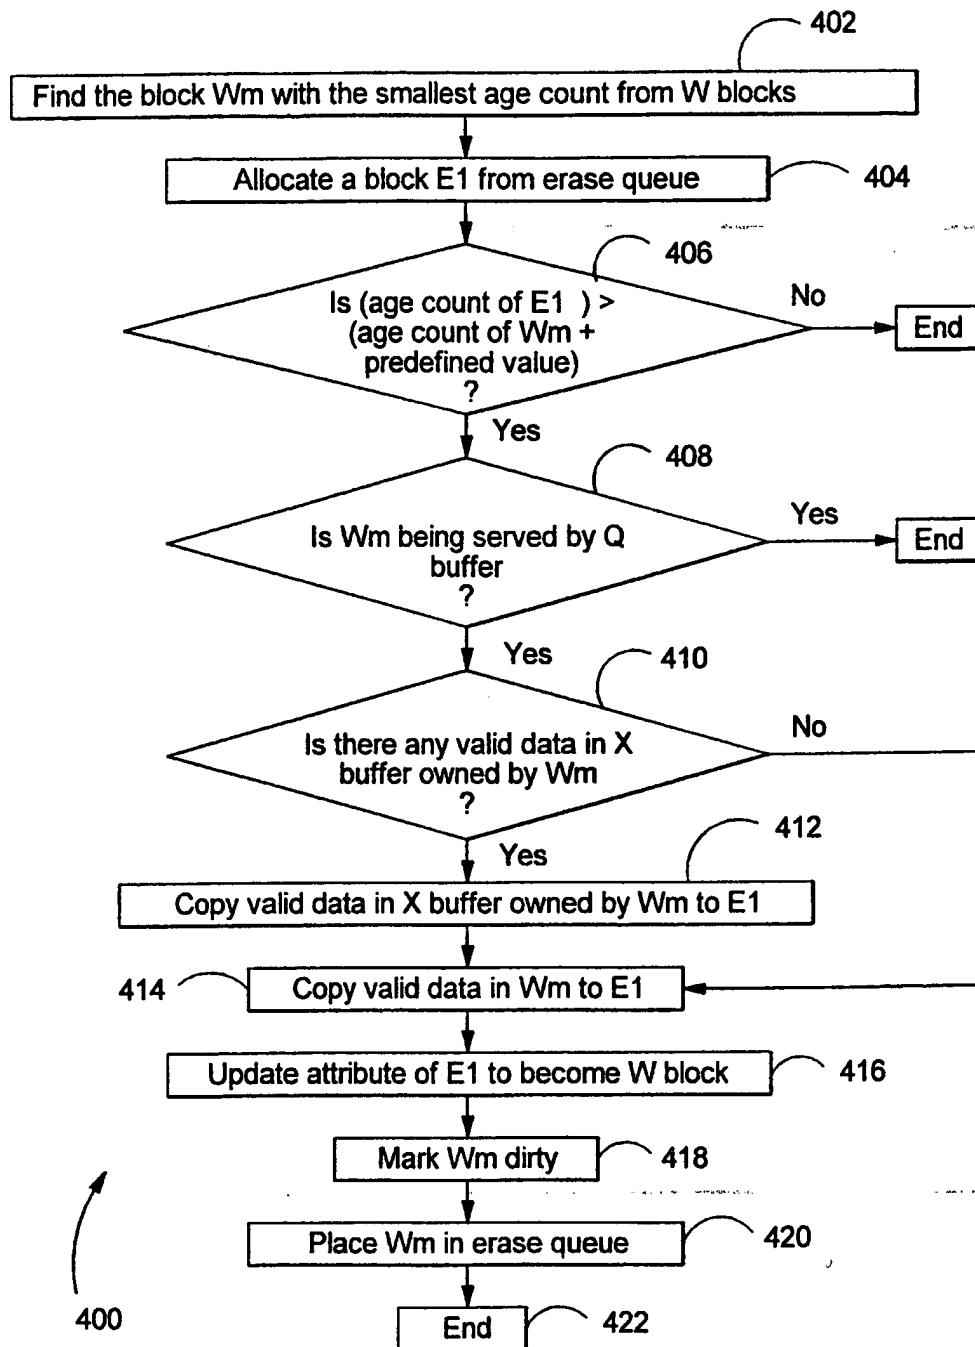 402
Find the block Wm with the smallest age count from W blocks
Allocate a block E1 from erase queue
404
406
Is (age count of E1 ) >
(age count of Wm +
predefined value)
?
No
End
Yes
408
Is Wm being served by Q
buffer
?
Yes
End
Yes
410
Is there any valid data in X
buffer owned by Wm
?
No
Yes
412
Copy valid data in X buffer owned by Wm to E1
414
Copy valid data in Wm to E1
Update attribute of E1 to become W block
416
Mark Wm dirty
418
Place Wm in erase queue
420
400
End
422